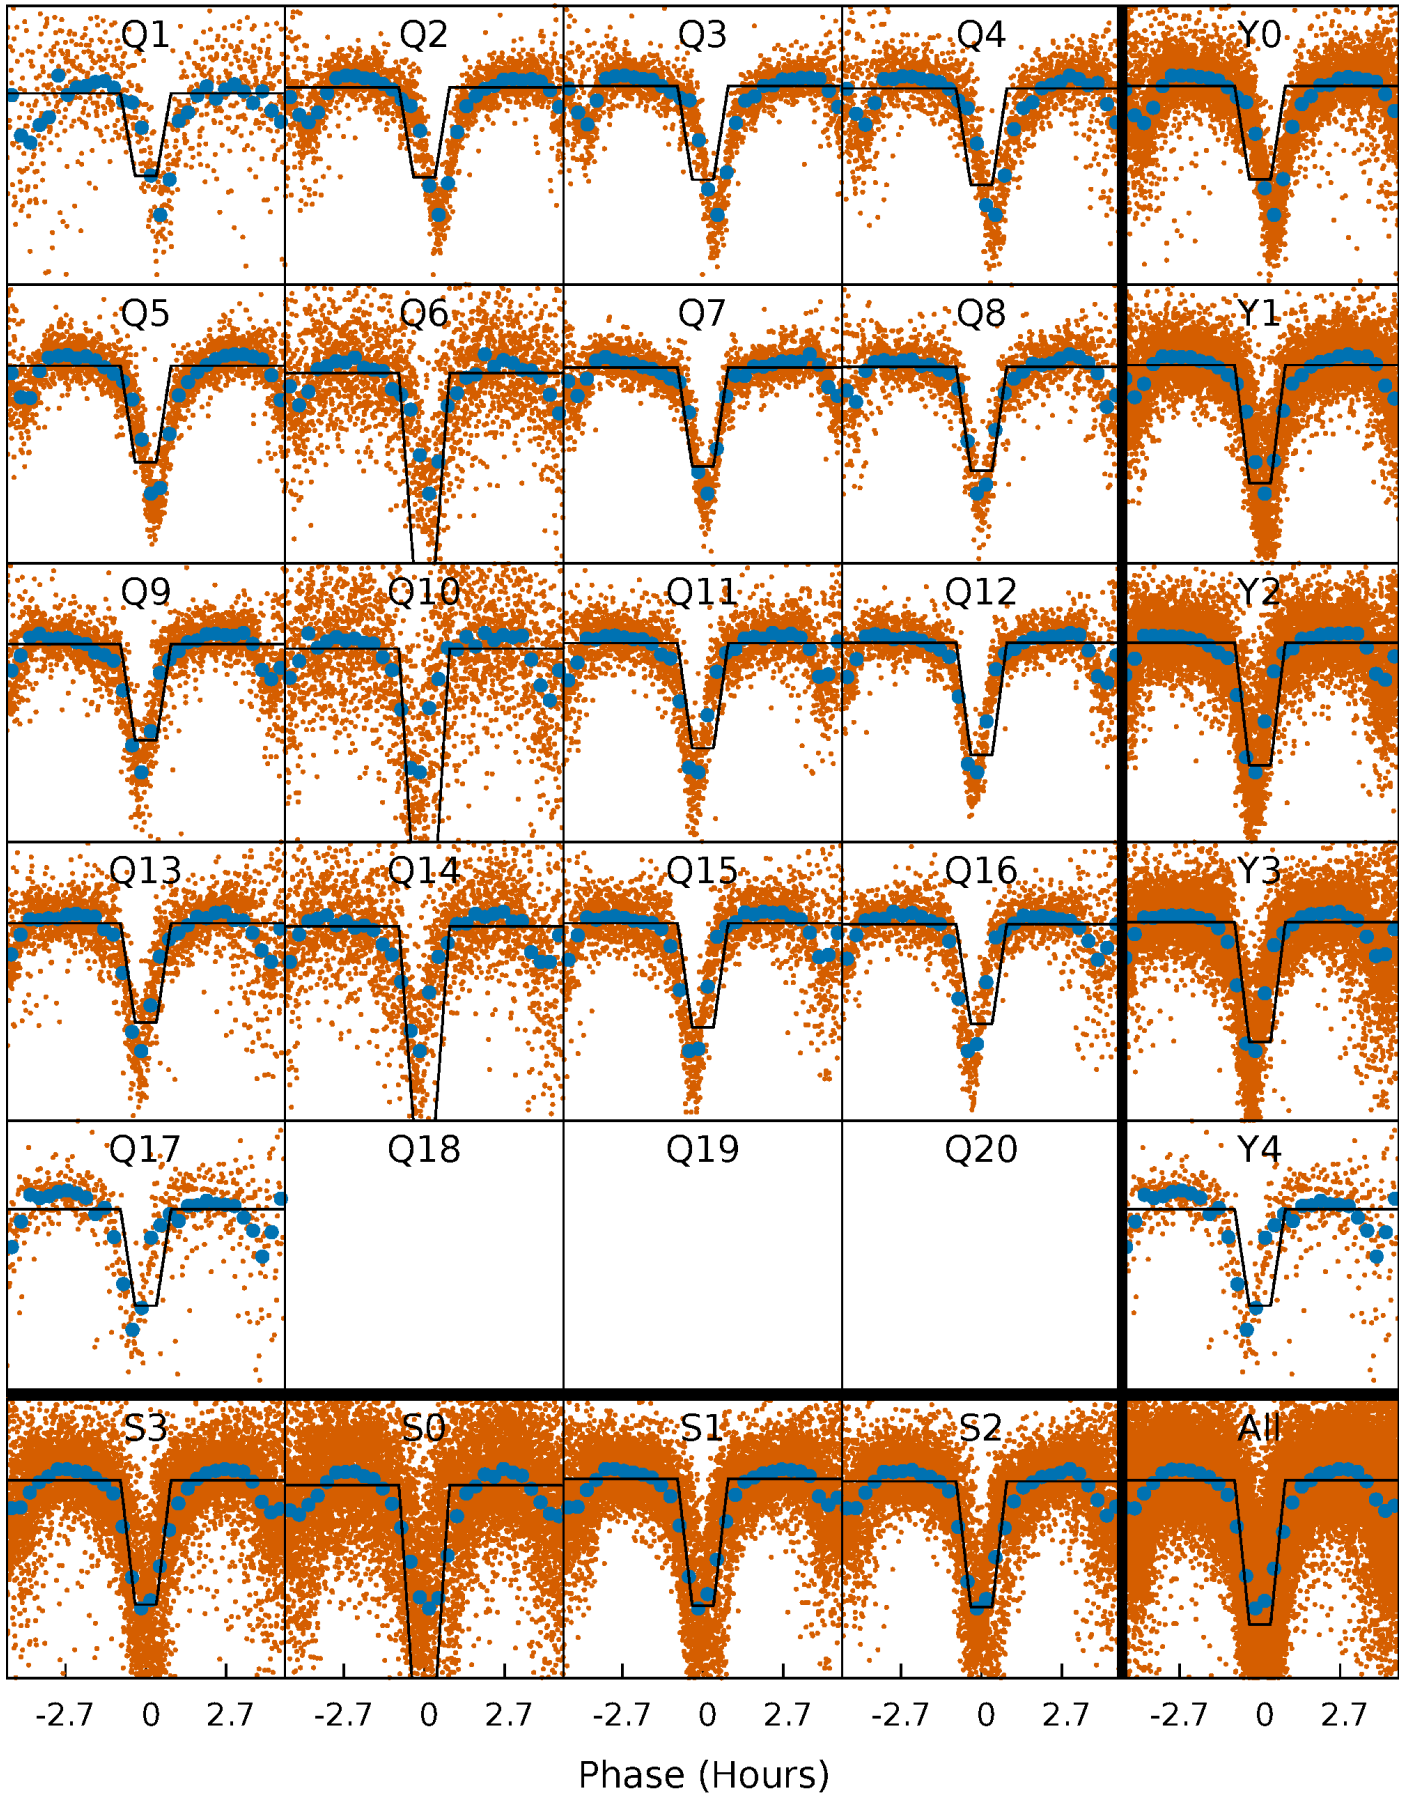 Q1 Q2 Q3 Q4 Y0
Q5 Q6 Q7 Q8 Y1
Q9 Q10 Q11 Q12 Y2
Q13 Q14 Q15 Q16 Y3
Q17 Q18 Q19 Q20 Y4
S3 S0 S1 S2 All
-2.7 0 2.7 -2.7 0 2.7 -2.7 0 2.7 -2.7 0 2.7 -2.7 0 2.7
Phase (Hours)